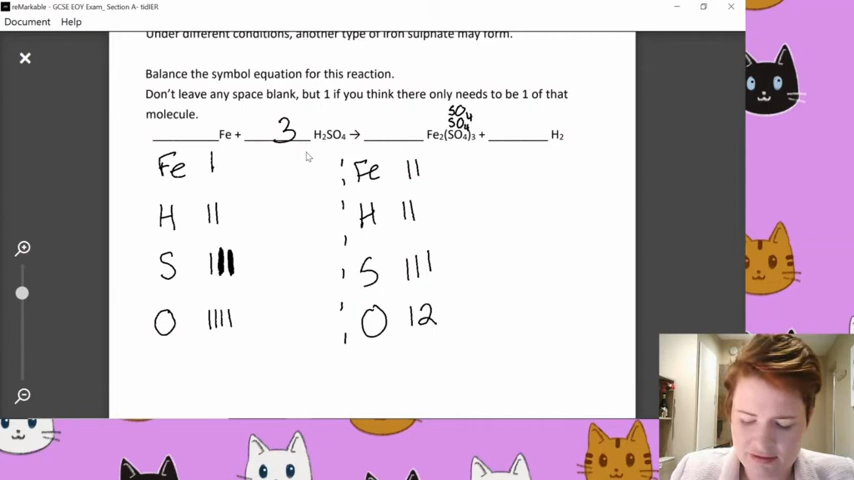 reMarkable - GCSE EOY Exam_ Section A- tidIER
Document Help
Under different conditions, another type of iron sulphate may form.
Balance the symbol equation for this reaction.
Don't leave any space blank, but 1 if you think there only needs to be 1 of that
molecule.
SO4
SO4
________Fe + ____3____ H₂SO₄ → ________ Fe₂(SO₄)₃ + ________ H₂
Fe I Fe II
H II H II
S III S III
O IIII O 12